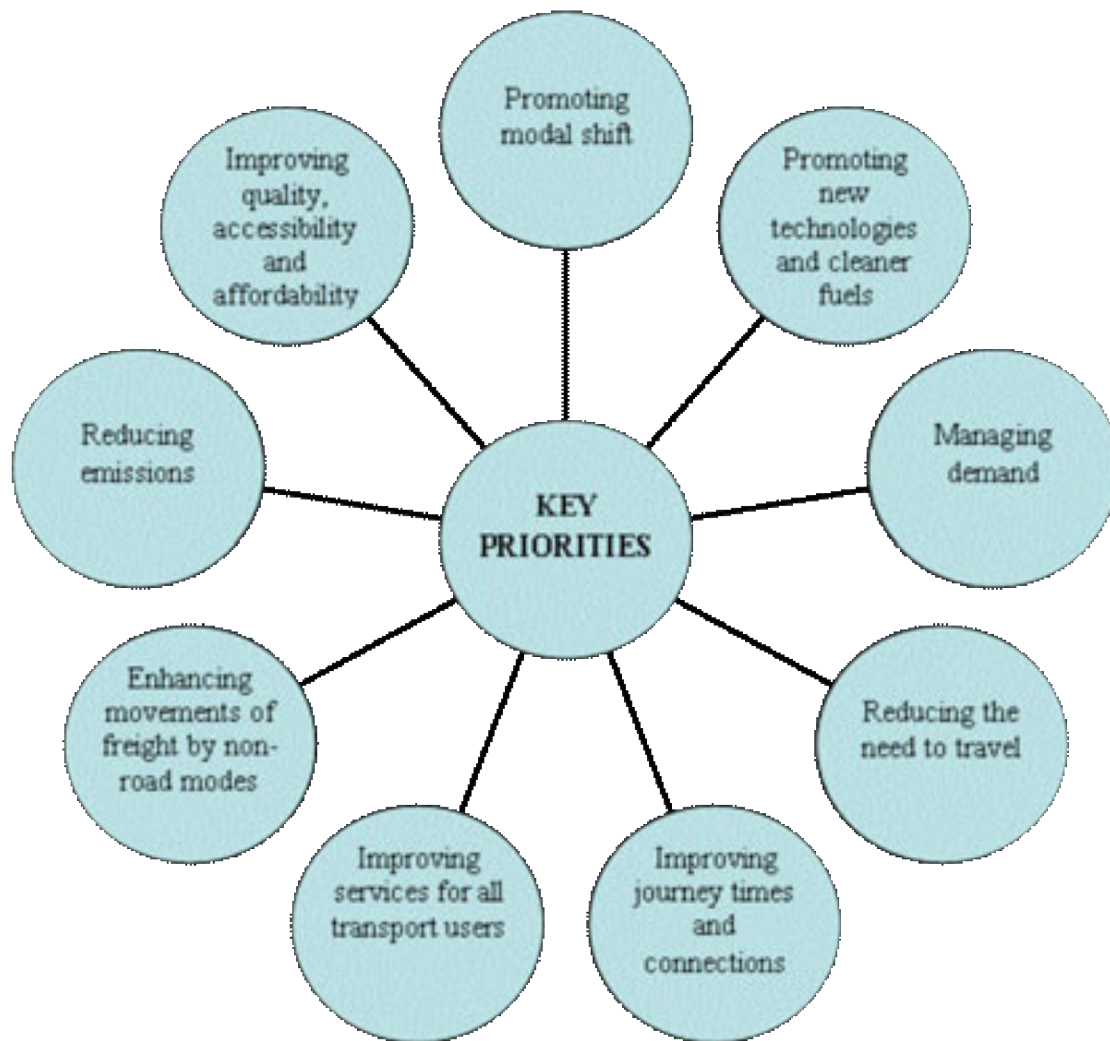 Promoting
modal shift
Promoting
new
technologies
and cleaner
fuels
Managing
demand
Reducing the
need to travel
Improving
journey times
and
connections
Improving
services for all
transport users
Enhancing
movements of
freight by non-
road modes
Reducing
emissions
Improving
quality,
accessibility
and
affordability
KEY
PRIORITIES